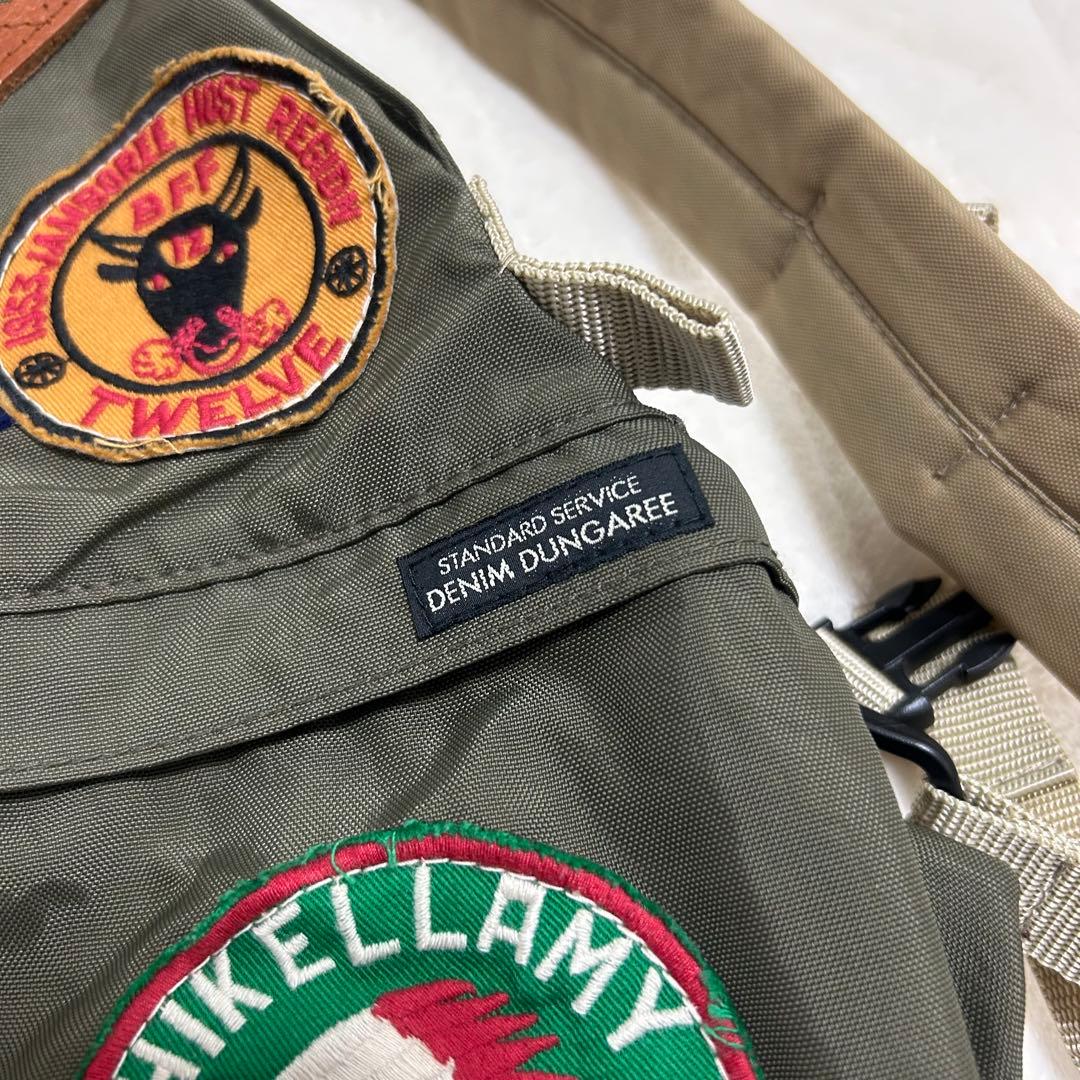 1953 JAMBOREE HOST REGION
BFF
12
TWELVE
STANDARD SERVICE
DENIM DUNGAREE
HIKELLAMY